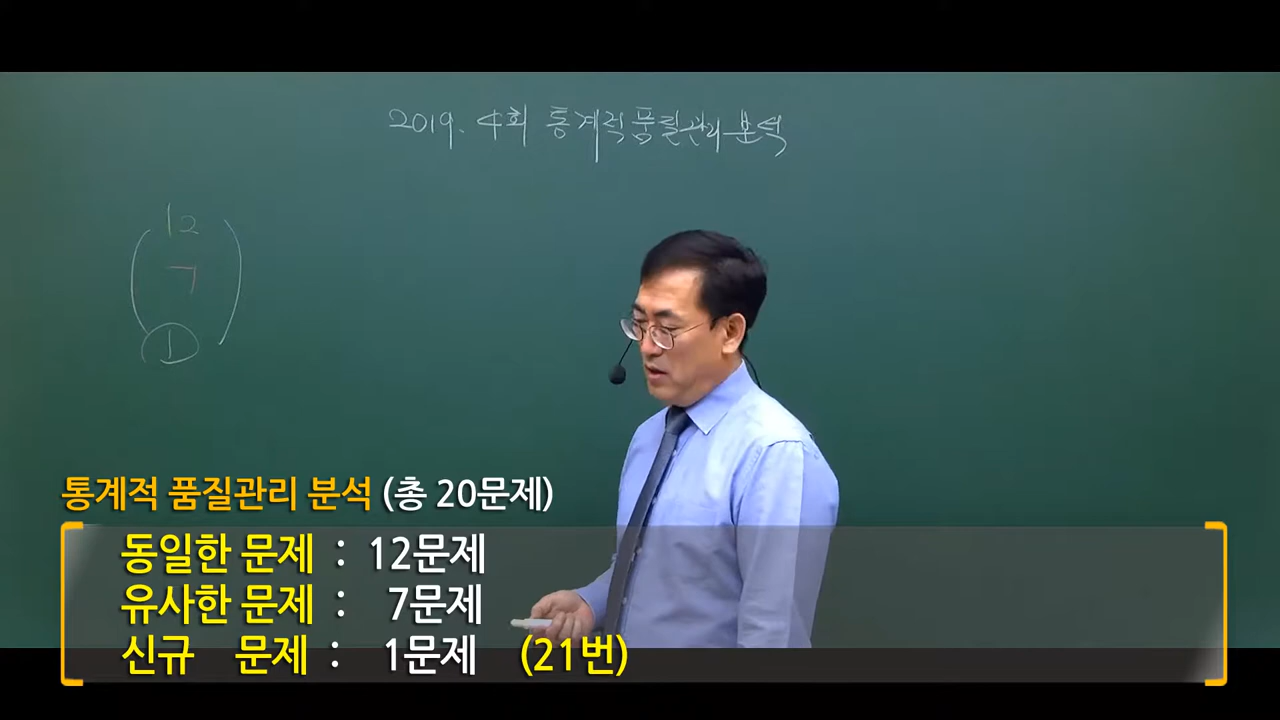 2019. 4회 통계적품질관리분석
12
7
1
통계적 품질관리 분석 (총 20문제)
동일한 문제 : 12문제
유사한 문제 : 7문제
신규 문제 : 1문제 (21번)